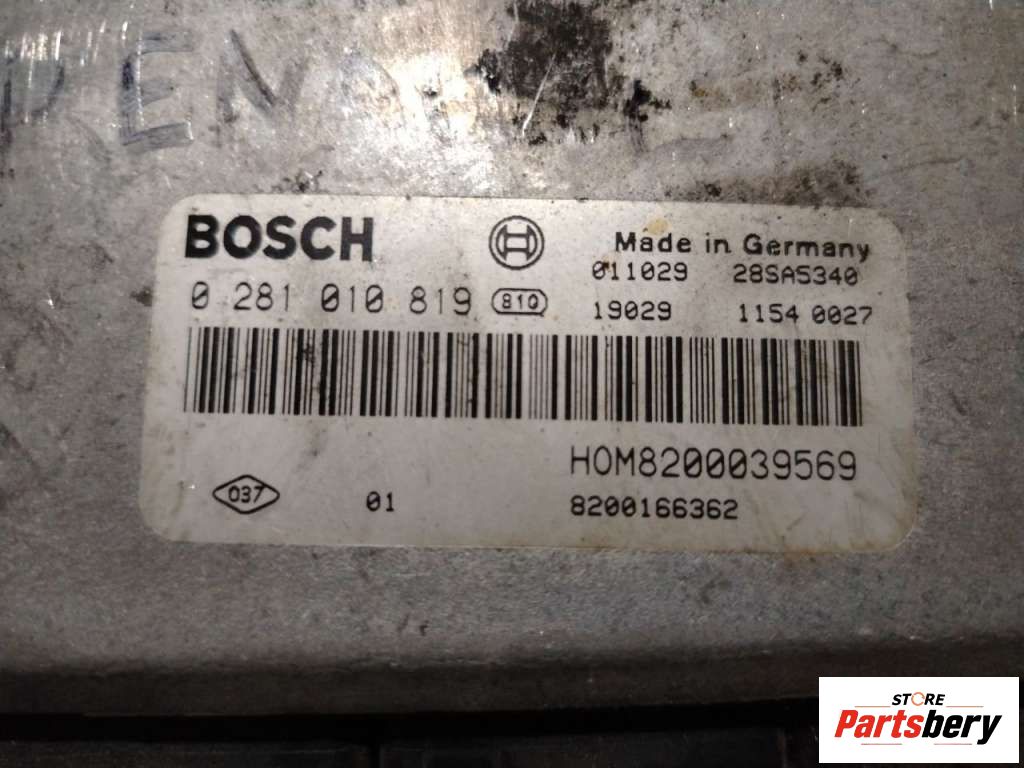 BOSCH
Made in Germany
011029 28SA5340
0 281 010 819 810
19029 1154 0027
HOM8200039569
037 01
8200166362
STORE
Partsbery